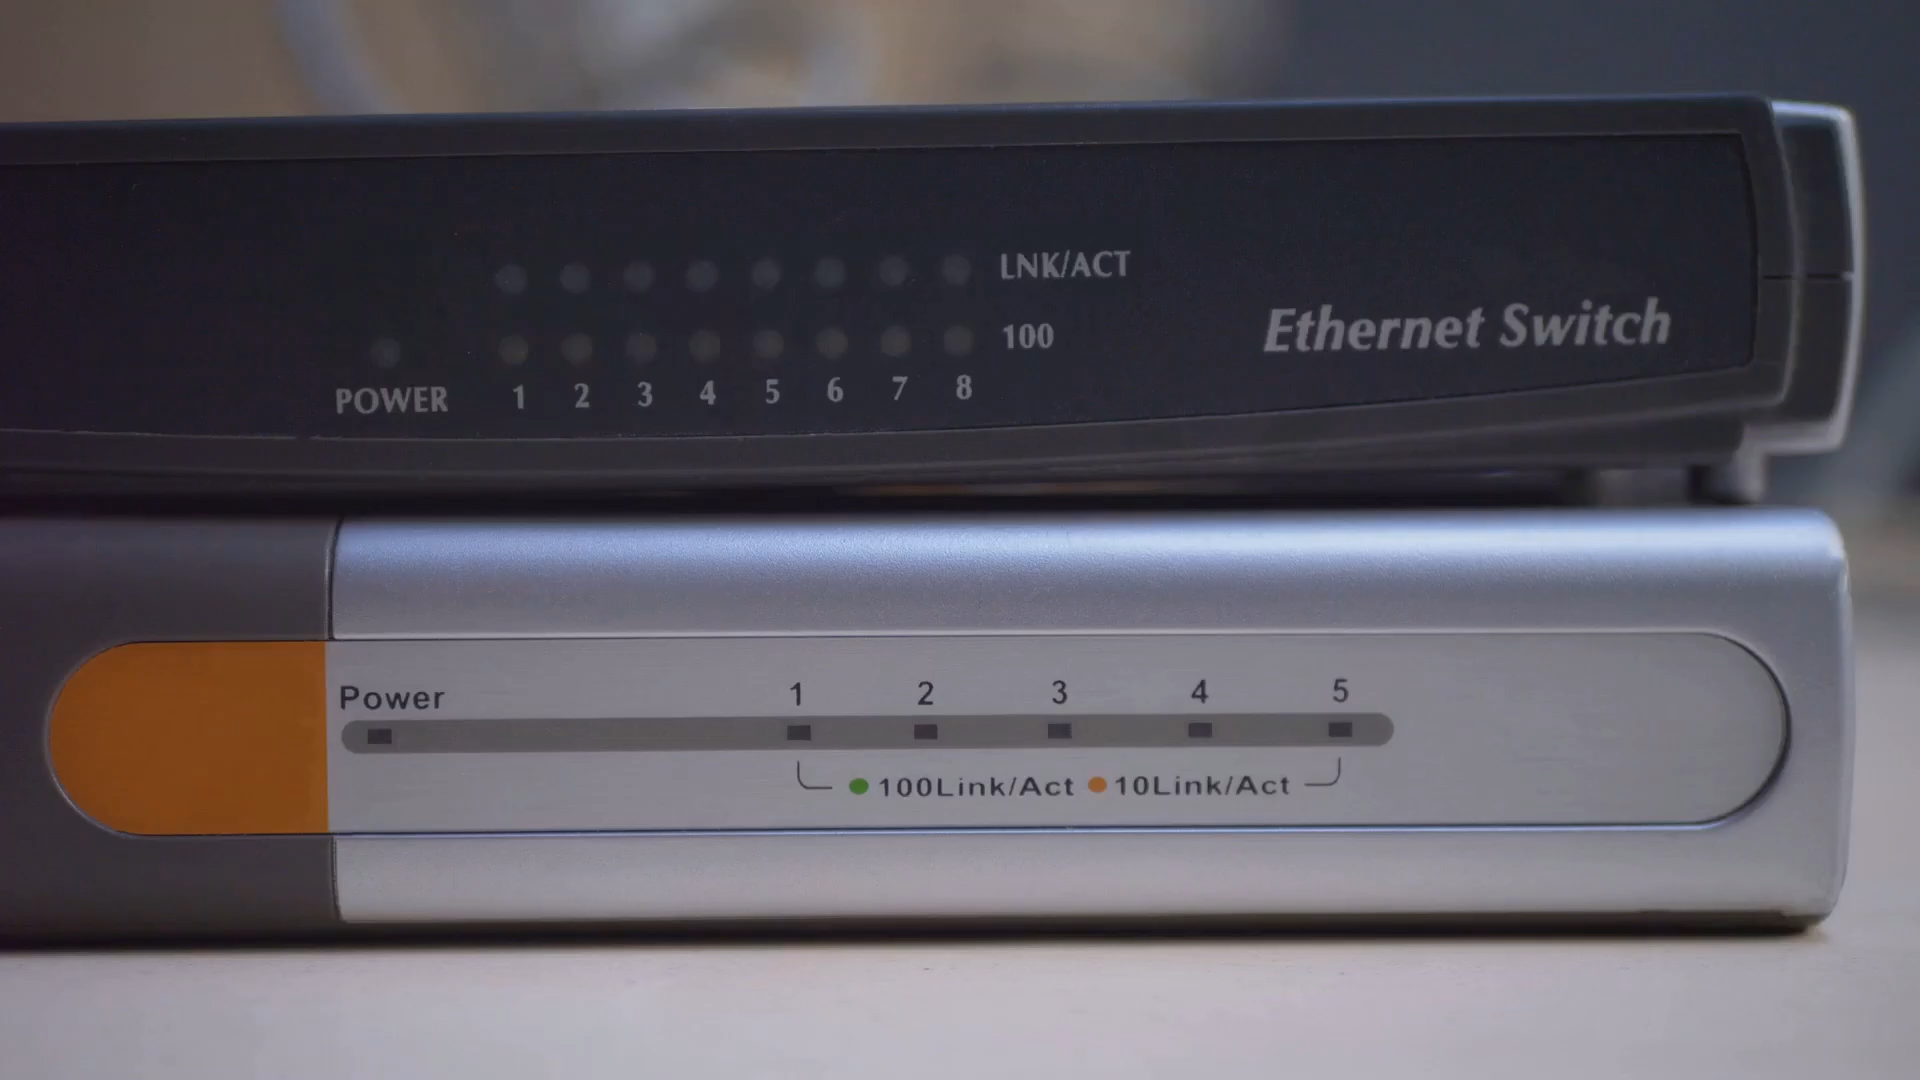 LNK/ACT
100
POWER 1 2 3 4 5 6 7 8
Ethernet Switch
Power 1 2 3 4 5
100Link/Act 10Link/Act